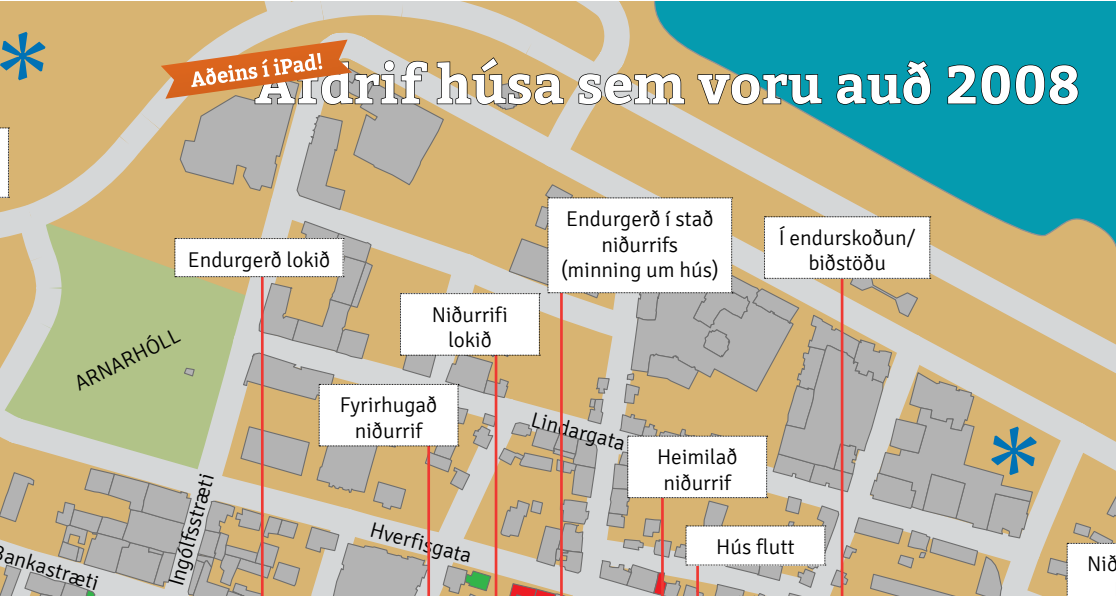 Aðeins í iPad!
Afdrif húsa sem voru auð 2008
Endurgerð í stað
niðurrifs
(minning um hús)
Í endurskoðun/
biðstöðu
Endurgerð lokið
Niðurrifi
lokið
ARNARHÓLL
Fyrirhugað
niðurrif
Lindargata
Heimilað
niðurrif
Ingólfsstræti
Hverfisgata
Hús flutt
Bankastræti
Nið